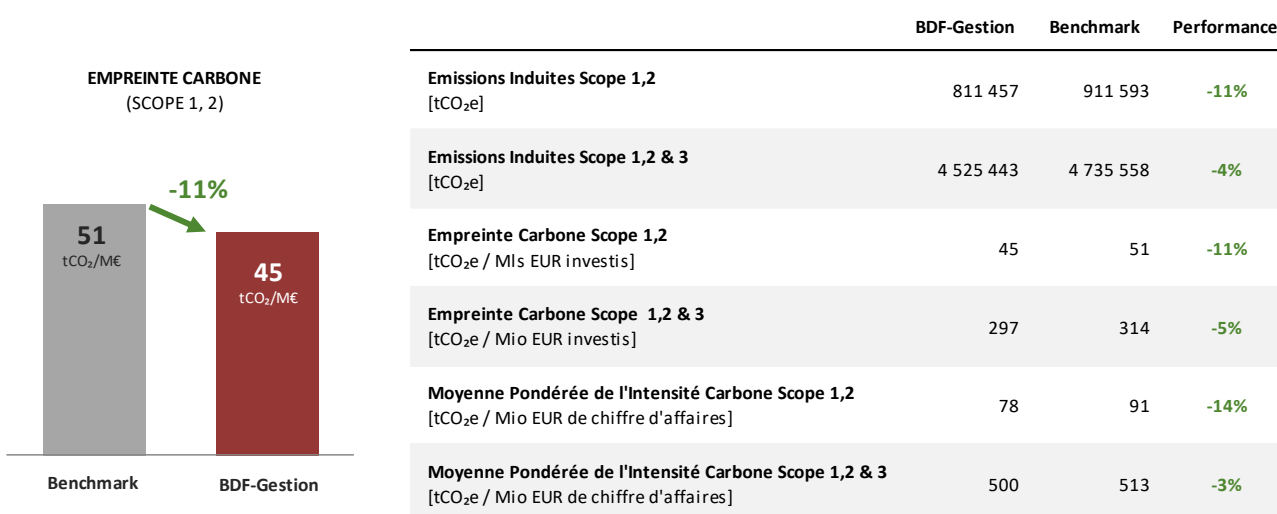 EMPREINTE CARBONE
(SCOPE 1, 2)
-11%
51
tCO₂/M€
45
tCO₂/M€
Benchmark
BDF-Gestion
BDF-Gestion Benchmark Performance
Emissions Induites Scope 1,2
[tCO₂e]
811 457 911 593 -11%
Emissions Induites Scope 1,2 & 3
[tCO₂e]
4 525 443 4 735 558 -4%
Empreinte Carbone Scope 1,2
[tCO₂e / Mls EUR investis]
45 51 -11%
Empreinte Carbone Scope 1,2 & 3
[tCO₂e / Mio EUR investis]
297 314 -5%
Moyenne Pondérée de l'Intensité Carbone Scope 1,2
[tCO₂e / Mio EUR de chiffre d'affaires]
78 91 -14%
Moyenne Pondérée de l'Intensité Carbone Scope 1,2 & 3
[tCO₂e / Mio EUR de chiffre d'affaires]
500 513 -3%